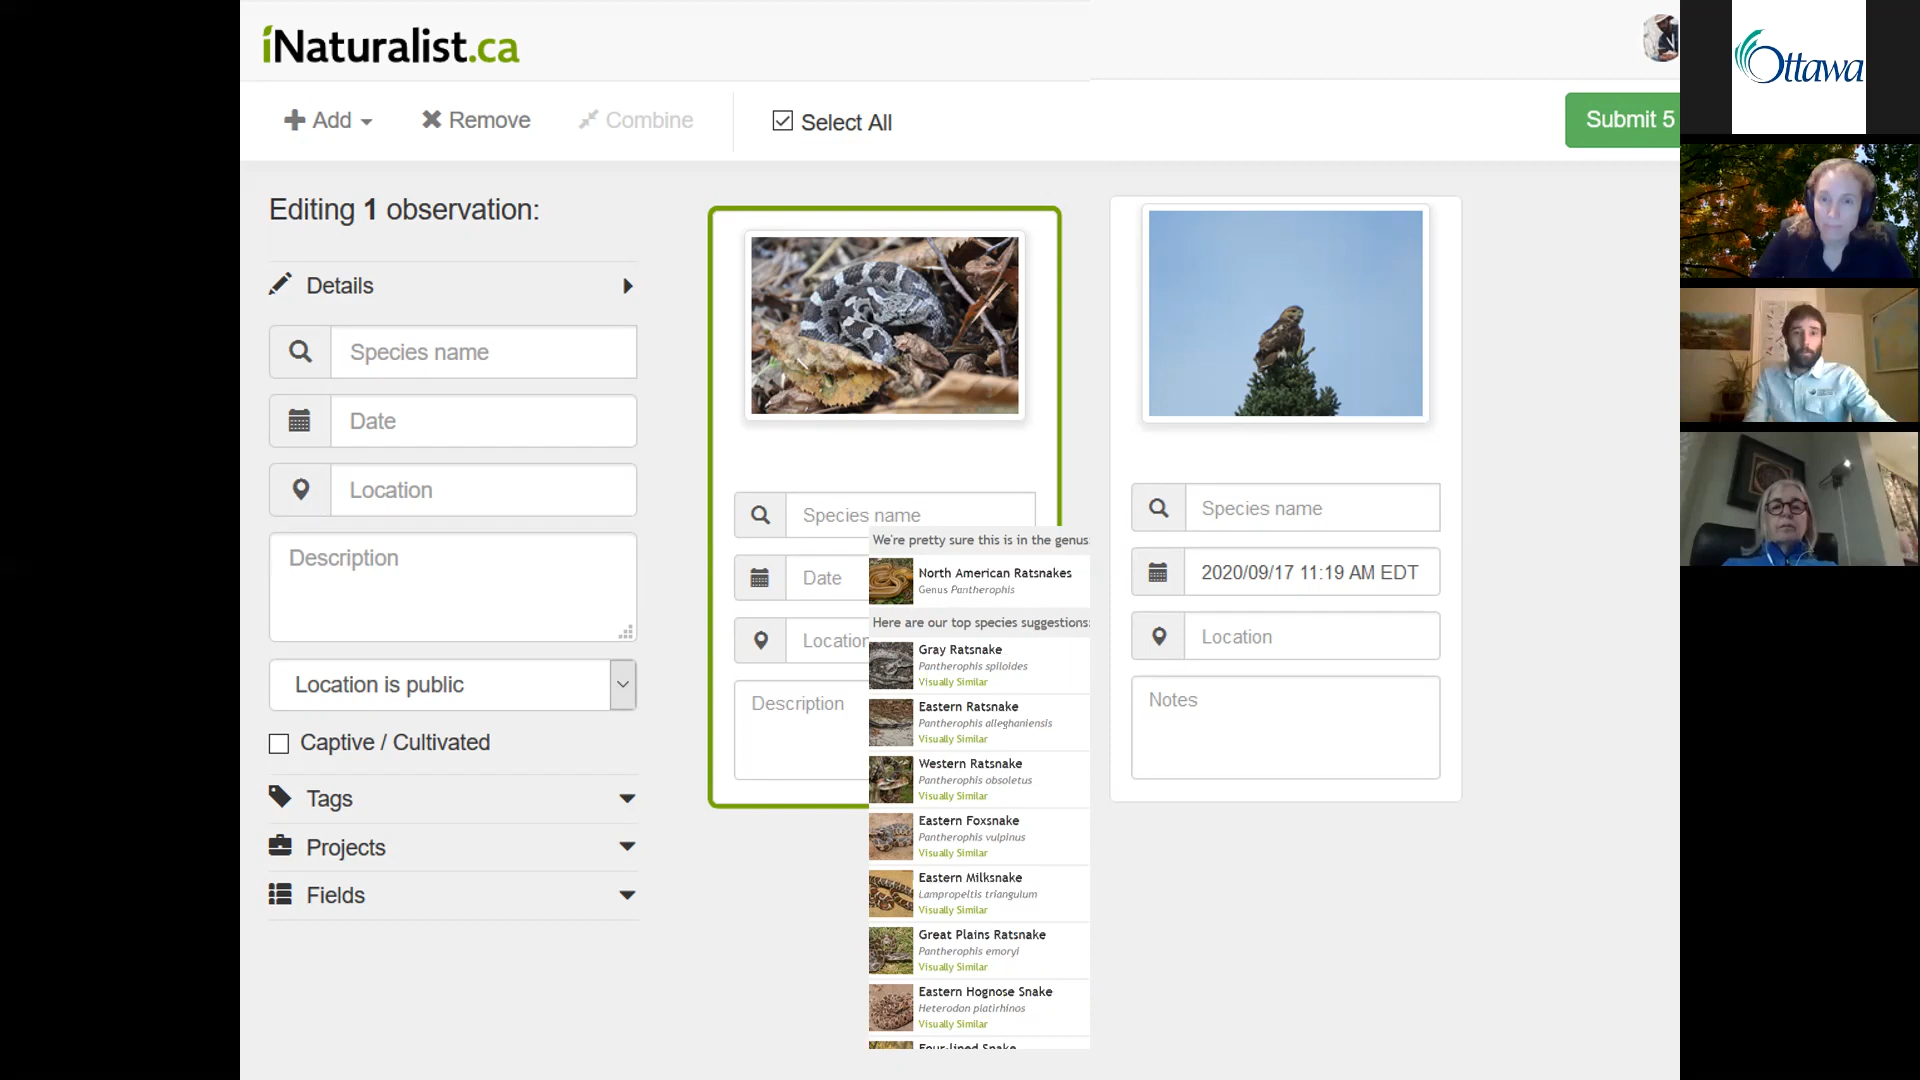 iNaturalist.ca
Add
Remove
Combine
Select All
Submit 5
Ottawa
Editing 1 observation:
Details
Species name
Date
Location
Description
Location is public
Captive / Cultivated
Tags
Projects
Fields
Species name
Date
Location
Description
We're pretty sure this is in the genus:
North American Ratsnakes
Genus Pantherophis
Here are our top species suggestions:
Gray Ratsnake
Pantherophis spiloides
Visually Similar
Eastern Ratsnake
Pantherophis alleghaniensis
Visually Similar
Western Ratsnake
Pantherophis obsoletus
Visually Similar
Eastern Foxsnake
Pantherophis vulpinus
Visually Similar
Eastern Milksnake
Lampropeltis triangulum
Visually Similar
Great Plains Ratsnake
Pantherophis emoryi
Visually Similar
Eastern Hognose Snake
Heterodon platirhinos
Visually Similar
Four-lined Snake
Species name
2020/09/17 11:19 AM EDT
Location
Notes